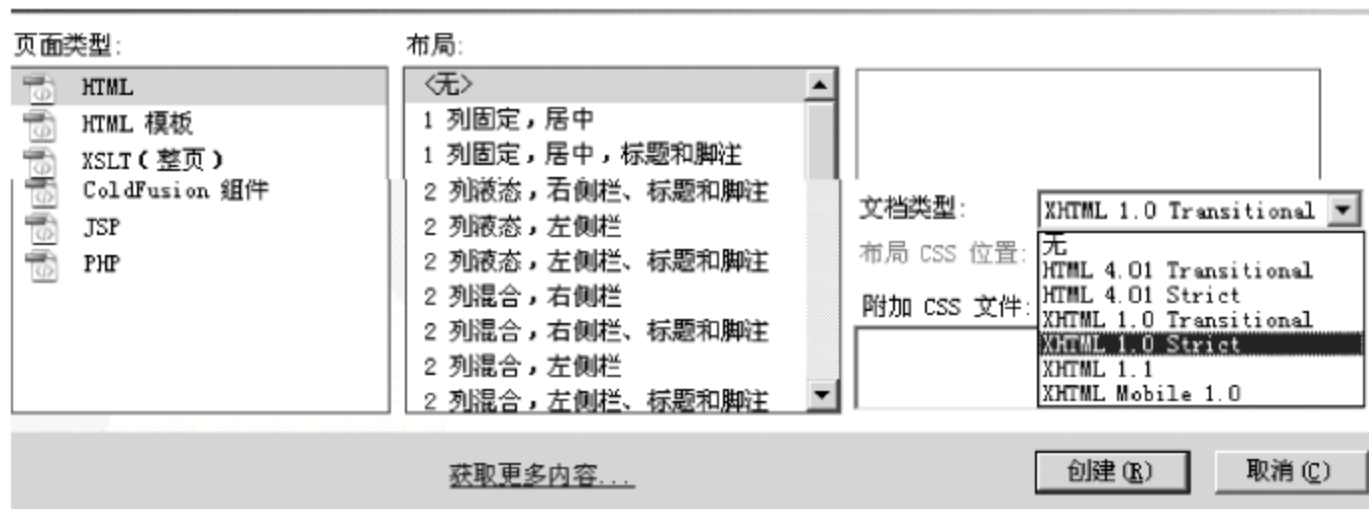 页面类型:
HTML
HTML 模板
XSLT(整页)
ColdFusion 组件
JSP
PHP
布局:
<无>
1 列固定,居中
1 列固定,居中,标题和脚注
2 列液态,右侧栏、标题和脚注
2 列液态,左侧栏
2 列液态,左侧栏、标题和脚注
2 列混合,右侧栏
2 列混合,右侧栏、标题和脚注
2 列混合,左侧栏
2 列混合,左侧栏、标题和脚注
文档类型:
XHTML 1.0 Transitional
无
HTML 4.01 Transitional
HTML 4.01 Strict
XHTML 1.0 Transitional
XHTML 1.0 Strict
XHTML 1.1
XHTML Mobile 1.0
布局 CSS 位置:
附加 CSS 文件:
获取更多内容...
创建(R)
取消(C)